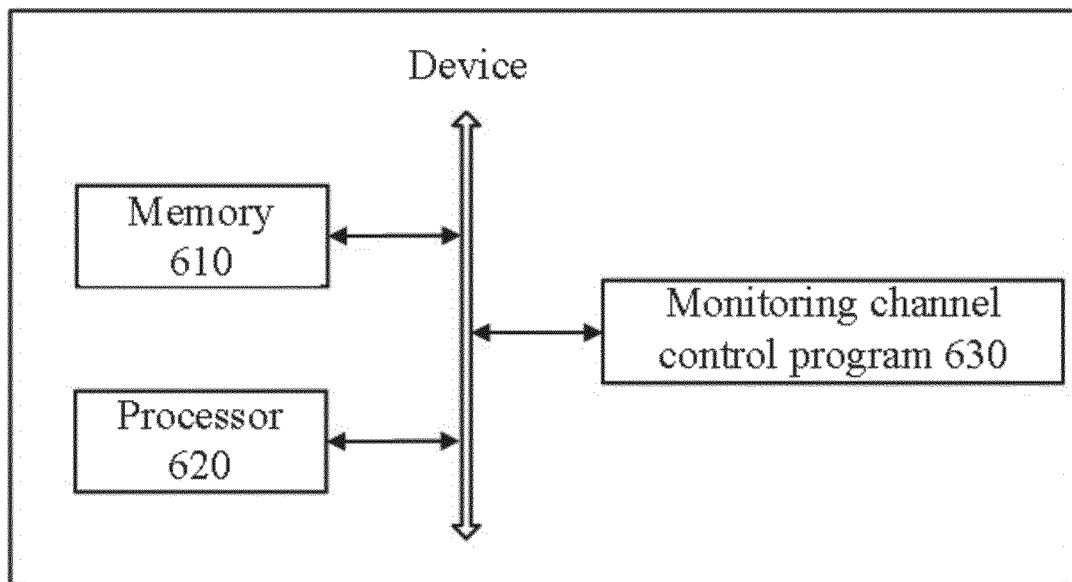 Device
Memory
610
Monitoring channel
control program 630
Processor
620